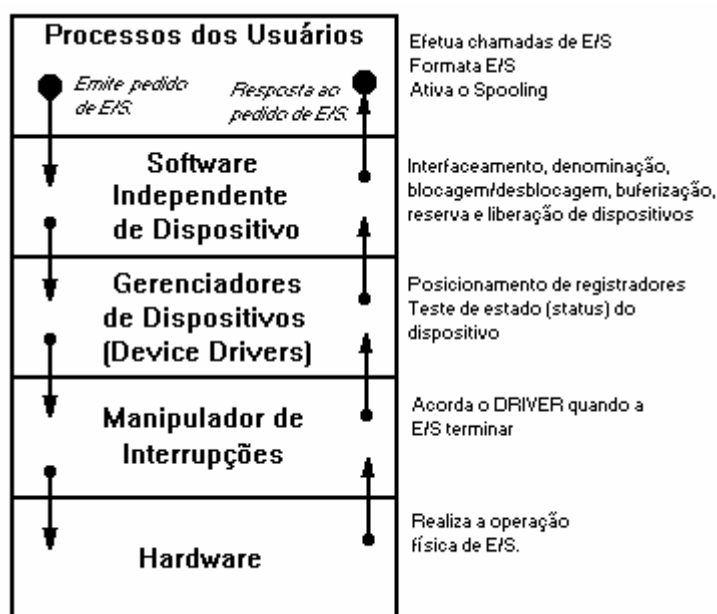 Processos dos Usuários
Emite pedido
de E/S.
Resposta ao
pedido de E/S.
Efetua chamadas de E/S
Formata E/S
Ativa o Spooling
Software
Independente
de Dispositivo
Interfaceamento, denominação,
blocagem/desblocagem, buferização,
reserva e liberação de dispositivos
Gerenciadores
de Dispositivos
(Device Drivers)
Posicionamento de registradores
Teste de estado (status) do
dispositivo
Manipulador de
Interrupções
Acorda o DRIVER quando a
E/S terminar
Hardware
Realiza a operação
física de E/S.